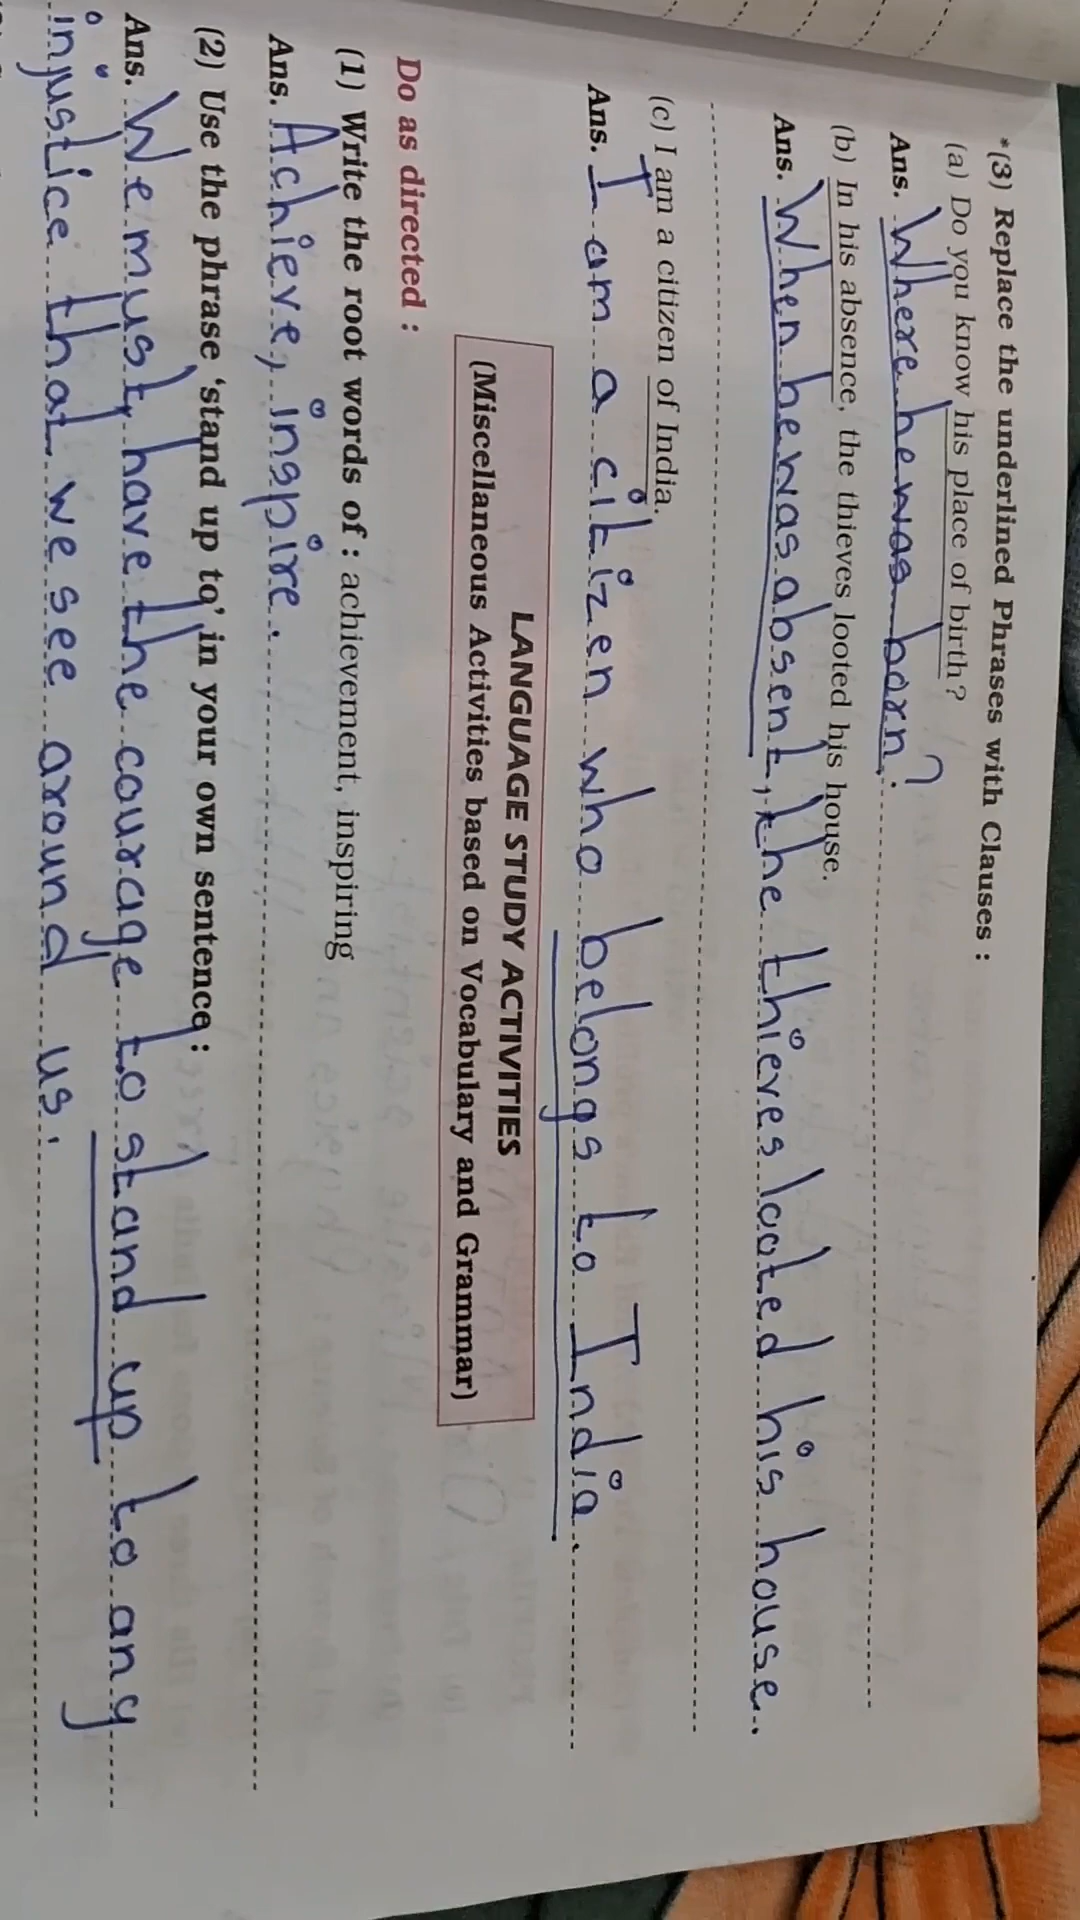 *(3) Replace the underlined Phrases with Clauses :
(a) Do you know his place of birth?
Ans. Where he was born?
(b) In his absence, the thieves looted his house.
Ans. When he was absent, the thieves looted his house.
(c) I am a citizen of India.
Ans. I am a citizen who belongs to India.
LANGUAGE STUDY ACTIVITIES
(Miscellaneous Activities based on Vocabulary and Grammar)
Do as directed :
(1) Write the root words of : achievement, inspiring
Ans. Achieve, inspire.
(2) Use the phrase 'stand up to' in your own sentence :
Ans. We must have the courage to stand up to any
injustice that we see around us.